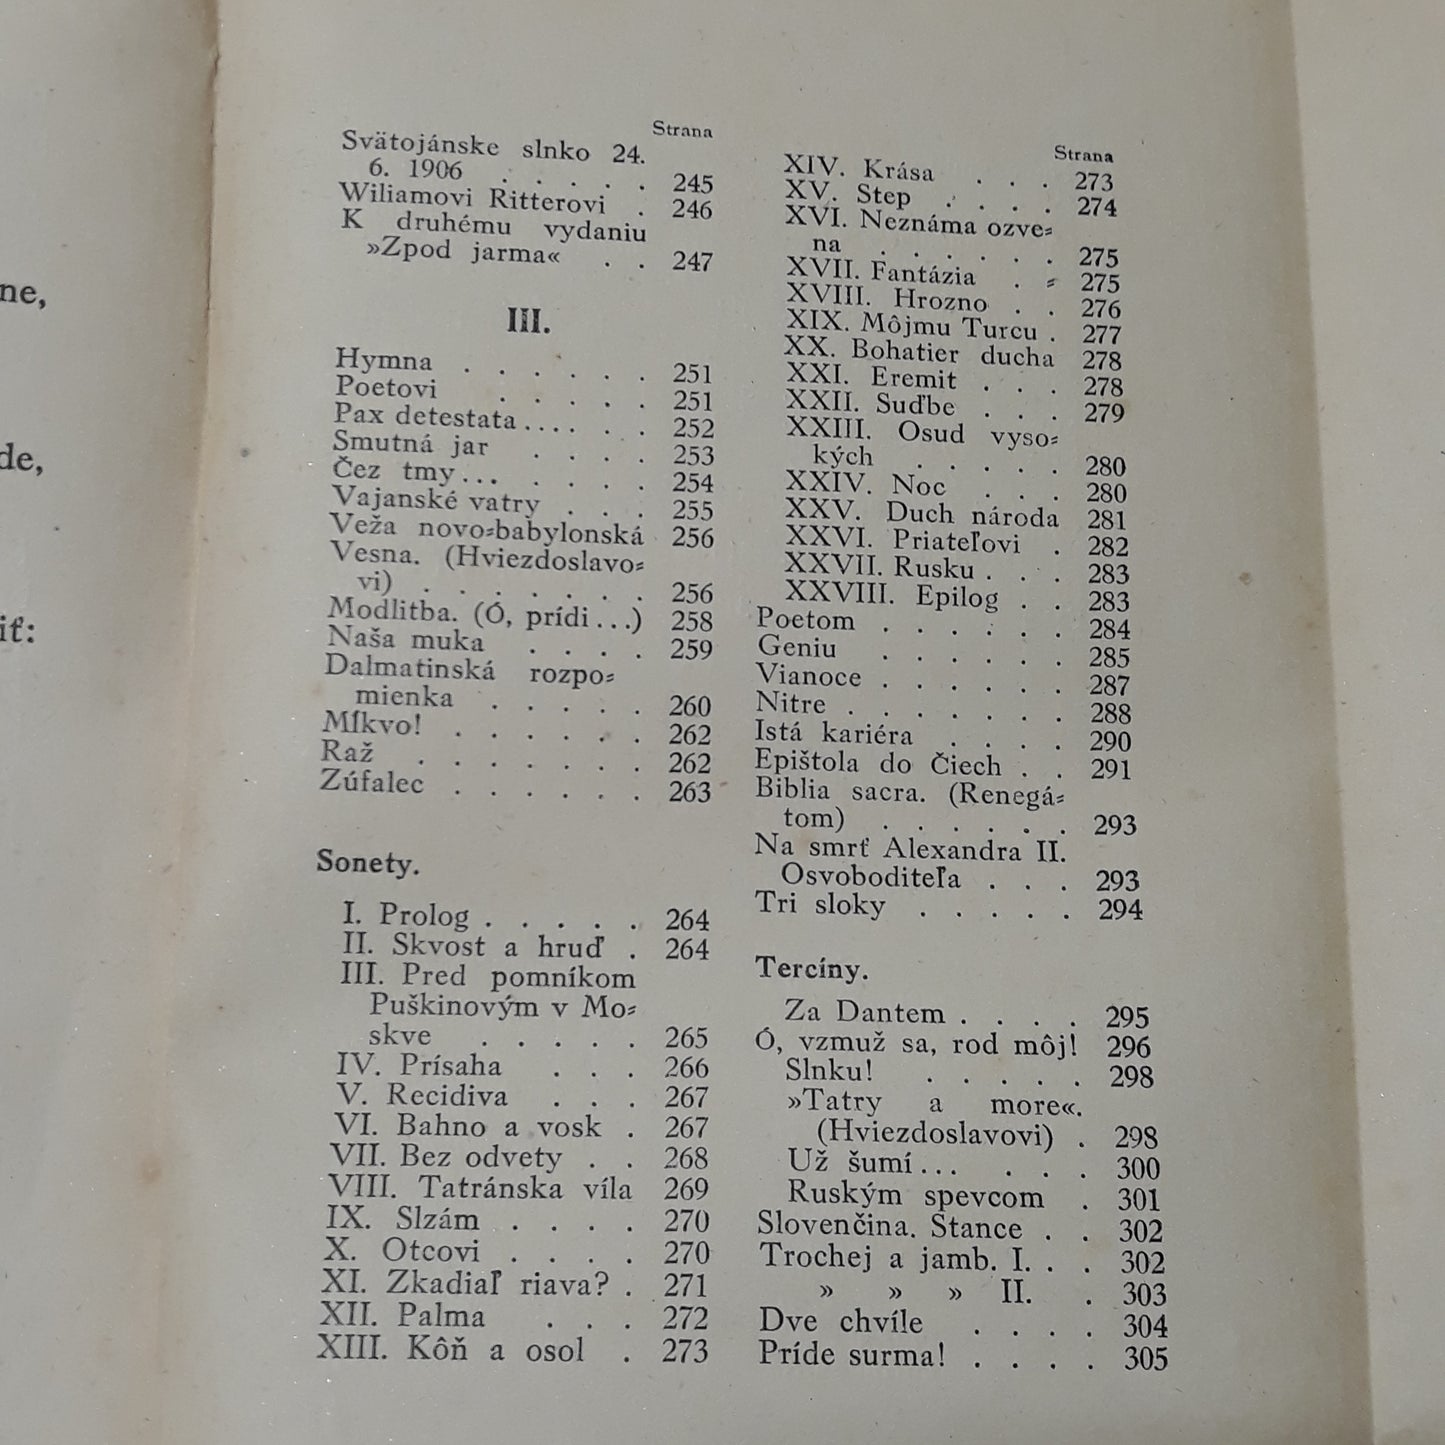 ne,
de,
iť:
Strana
Svätojánske slnko 24.
6. 1906 . . . . . 245
Wiliamovi Ritterovi . 246
K druhému vydaniu
»Zpod jarma« . . 247
III.
Hymna . . . . . . 251
Poetovi . . . . . 251
Pax detestata . . . . . . 252
Smutná jar . . . . 253
Čez tmy . . . . . . . 254
Vajanské vatry . . . 255
Veža novo-babylonská 256
Vesna. (Hviezdoslavo-
vi) . . . . . . . 256
Modlitba. (Ó, prídi . . .) 258
Naša muka . . . . 259
Dalmatinská rozpo-
mienka . . . . . 260
Mĺkvo! . . . . . . 262
Raž . . . . . . . 262
Zúfalec . . . . . . 263
Sonety.
I. Prolog . . . . . 264
II. Skvost a hruď . 264
III. Pred pomníkom
Puškinovým v Mo-
skve . . . . . 265
IV. Prísaha . . . 266
V. Recidiva . . . 267
VI. Bahno a vosk . 267
VII. Bez odvety . . 268
VIII. Tatránska víla 269
IX. Slzám . . . . 270
X. Otcovi . . . . 270
XI. Zkadiaľ riava? . 271
XII. Palma . . . 272
XIII. Kôň a osol . 273
Strana
XIV. Krása . . . 273
XV. Step . . . . 274
XVI. Neznáma ozve-
na . . . . . . 275
XVII. Fantázia . - 275
XVIII. Hrozno . . 276
XIX. Môjmu Turcu . 277
XX. Bohatier ducha 278
XXI. Eremit . . . 278
XXII. Suďbe . . . 279
XXIII. Osud vyso-
kých . . . . . 280
XXIV. Noc . . . 280
XXV. Duch národa 281
XXVI. Priateľovi . 282
XXVII. Rusku . . . 283
XXVIII. Epilog . . 283
Poetom . . . . . . 284
Geniu . . . . . . 285
Vianoce . . . . . . 287
Nitre . . . . . . . 288
Istá kariéra . . . . 290
Epištola do Čiech . . 291
Biblia sacra. (Renegá-
tom) . . . . . . 293
Na smrť Alexandra II.
Osvoboditeľa . . . 293
Tri sloky . . . . . 294
Tercíny.
Za Dantem . . . . 295
Ó, vzmuž sa, rod môj! 296
Slnku! . . . . . 298
»Tatry a more«.
(Hviezdoslavovi) . 298
Už šumí . . . . . . 300
Ruským spevcom . 301
Slovenčina. Stance . . 302
Trochej a jamb. I. . . 302
» » » II. . 303
Dve chvíle . . . . 304
Príde surma! . . . . 305